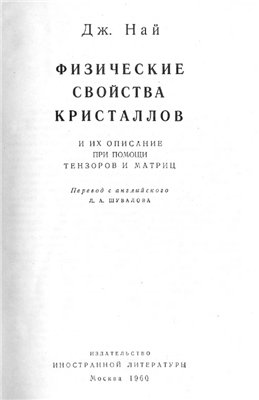 Дж. Най
ФИЗИЧЕСКИЕ
СВОЙСТВА
КРИСТАЛЛОВ
И ИХ ОПИСАНИЕ
ПРИ ПОМОЩИ
ТЕНЗОРОВ И МАТРИЦ
Перевод с английского
Л. А. ШУВАЛОВА
ИЗДАТЕЛЬСТВО
ИНОСТРАННОЙ ЛИТЕРАТУРЫ
Москва 1960